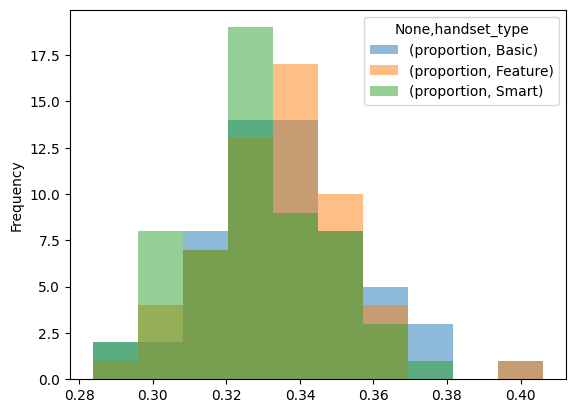 None,handset_type
(proportion, Basic)
(proportion, Feature)
(proportion, Smart)
Frequency
17.5
15.0
12.5
10.0
7.5
5.0
2.5
0.0
0.28 0.30 0.32 0.34 0.36 0.38 0.40